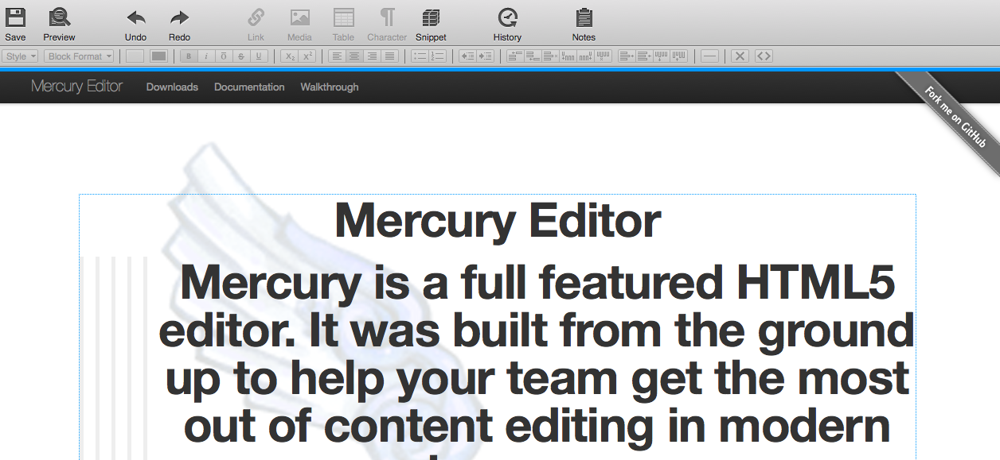 Save Preview Undo Redo Link Media Table Character Snippet History Notes
Style Block Format B i O S U X2 X2
Mercury Editor Downloads Documentation Walkthrough
Fork me on GitHub
Mercury Editor
Mercury is a full featured HTML5
editor. It was built from the ground
up to help your team get the most
out of content editing in modern